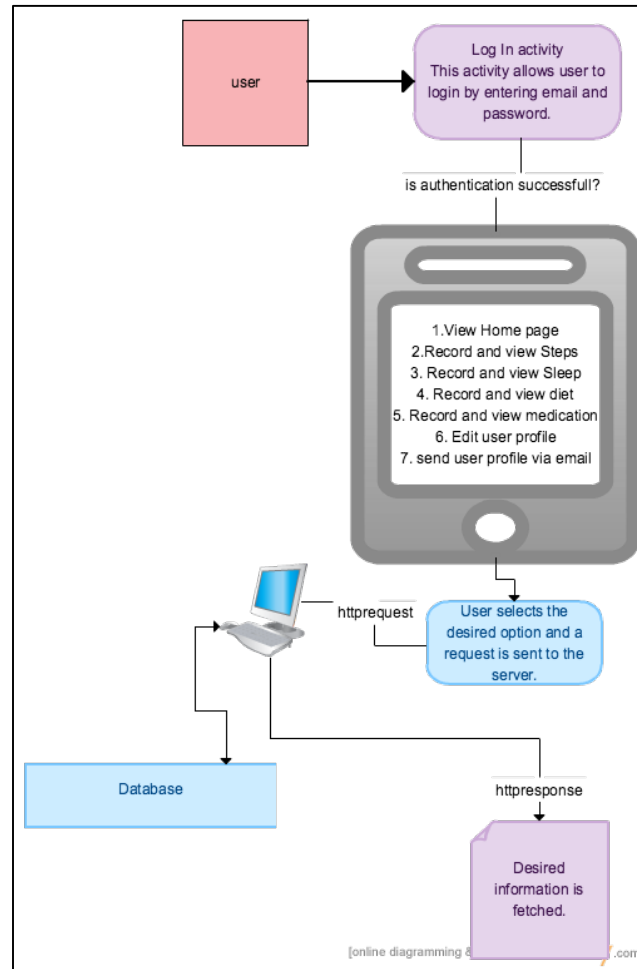 user
Log In activity
This activity allows user to
login by entering email and
password.
is authentication successfull?
1.View Home page
2.Record and view Steps
3. Record and view Sleep
4. Record and view diet
5. Record and view medication
6. Edit user profile
7. send user profile via email
User selects the
desired option and a
request is sent to the
server.
httprequest
Database
httpresponse
Desired
information is
fetched.
[online diagramming &
.com